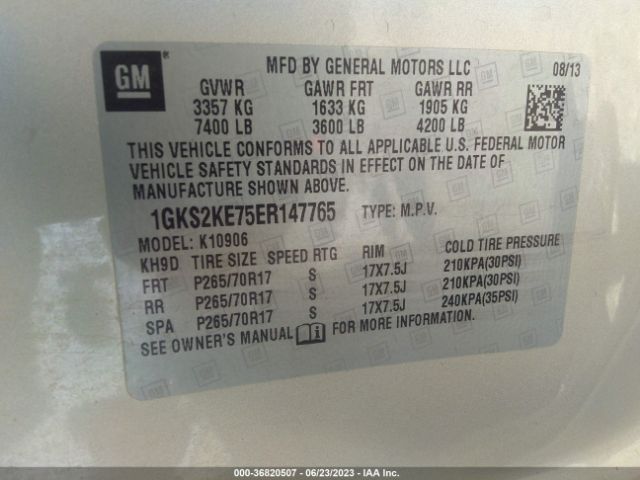 GM
MFD BY GENERAL MOTORS LLC 08/13
GVWR GAWR FRT GAWR RR
3357 KG 1633 KG 1905 KG
7400 LB 3600 LB 4200 LB
THIS VEHICLE CONFORMS TO ALL APPLICABLE U.S. FEDERAL MOTOR
VEHICLE SAFETY STANDARDS IN EFFECT ON THE DATE OF
MANUFACTURE SHOWN ABOVE.
1GKS2KE75ER147765 TYPE: M.P.V.
MODEL: K10906
KH9D TIRE SIZE SPEED RTG RIM COLD TIRE PRESSURE
FRT P265/70R17 S 17X7.5J 210KPA(30PSI)
RR P265/70R17 S 17X7.5J 210KPA(30PSI)
SPA P265/70R17 S 17X7.5J 240KPA(35PSI)
SEE OWNER'S MANUAL FOR MORE INFORMATION.
000-36820507 - 06/23/2023 - IAA Inc.